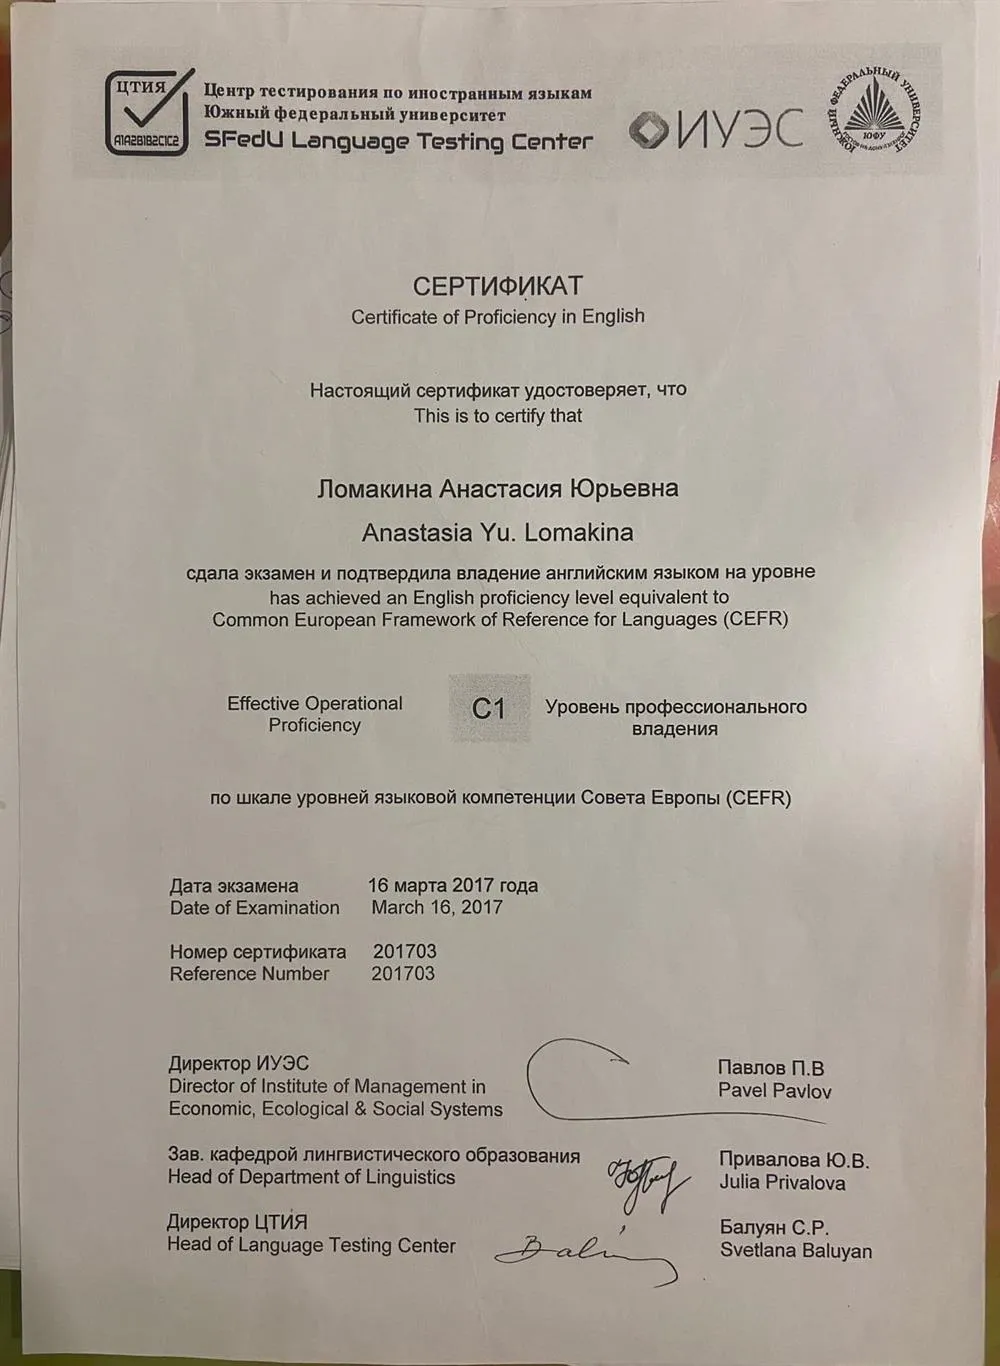 ЦТИЯ
A1A2B1B2C1C2
Центр тестирования по иностранным языкам
Южный федеральный университет
SFedU Language Testing Center
ИУЭС
ЮЖНЫЙ ФЕДЕРАЛЬНЫЙ УНИВЕРСИТЕТ
ЮФУ
СЕРТИФИКАТ
Certificate of Proficiency in English
Настоящий сертификат удостоверяет, что
This is to certify that
Ломакина Анастасия Юрьевна
Anastasia Yu. Lomakina
сдала экзамен и подтвердила владение английским языком на уровне
has achieved an English proficiency level equivalent to
Common European Framework of Reference for Languages (CEFR)
Effective Operational
Proficiency
C1
Уровень профессионального
владения
по шкале уровней языковой компетенции Совета Европы (CEFR)
Дата экзамена 16 марта 2017 года
Date of Examination March 16, 2017
Номер сертификата 201703
Reference Number 201703
Директор ИУЭС Павлов П.В
Director of Institute of Management in Pavel Pavlov
Economic, Ecological & Social Systems
Зав. кафедрой лингвистического образования Привалова Ю.В.
Head of Department of Linguistics Julia Privalova
Директор ЦТИЯ Балуян С.Р.
Head of Language Testing Center Svetlana Baluyan